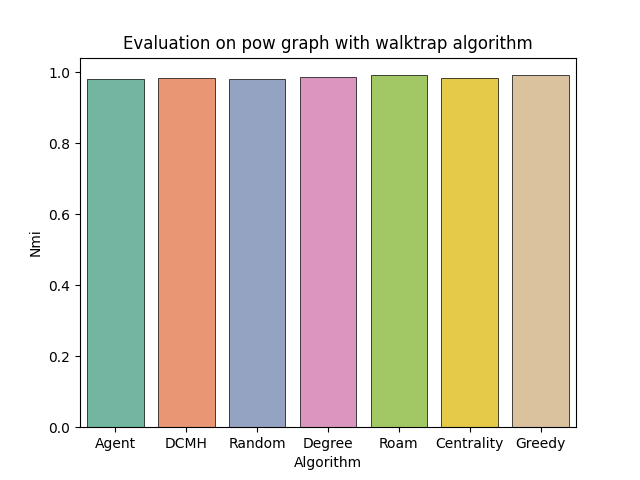 Evaluation on pow graph with walktrap algorithm
1.0
0.8
0.6
0.4
0.2
0.0
Nmi
Agent DCMH Random Degree Roam Centrality Greedy
Algorithm